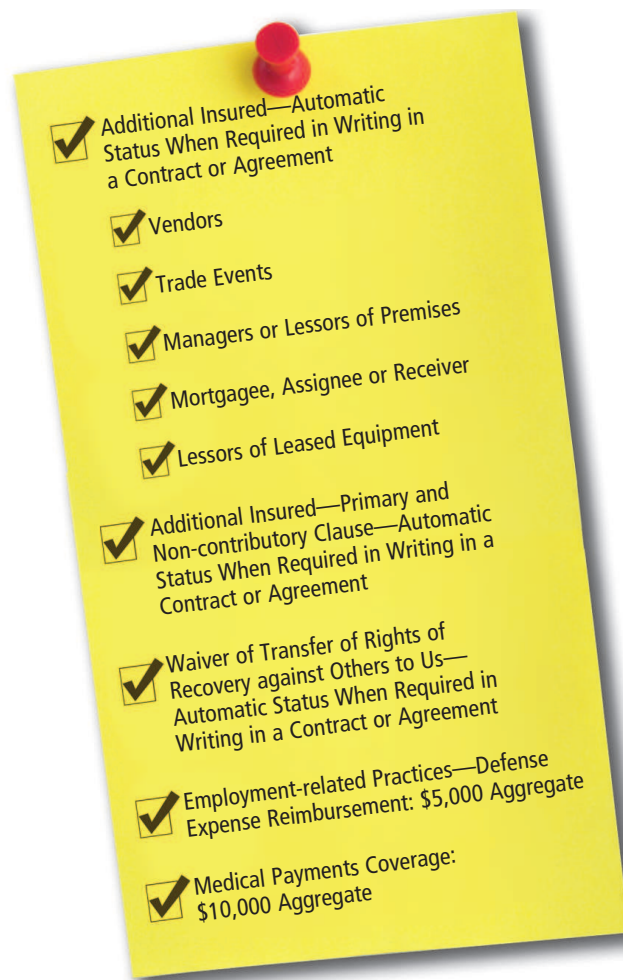 Additional Insured—Automatic
Status When Required in Writing in
a Contract or Agreement
Vendors
Trade Events
Managers or Lessors of Premises
Mortgagee, Assignee or Receiver
Lessors of Leased Equipment
Additional Insured—Primary and
Non-contributory Clause—Automatic
Status When Required in Writing in a
Contract or Agreement
Waiver of Transfer of Rights of
Recovery against Others to Us—
Automatic Status When Required in
Writing in a Contract or Agreement
Employment-related Practices—Defense
Expense Reimbursement: $5,000 Aggregate
Medical Payments Coverage:
$10,000 Aggregate